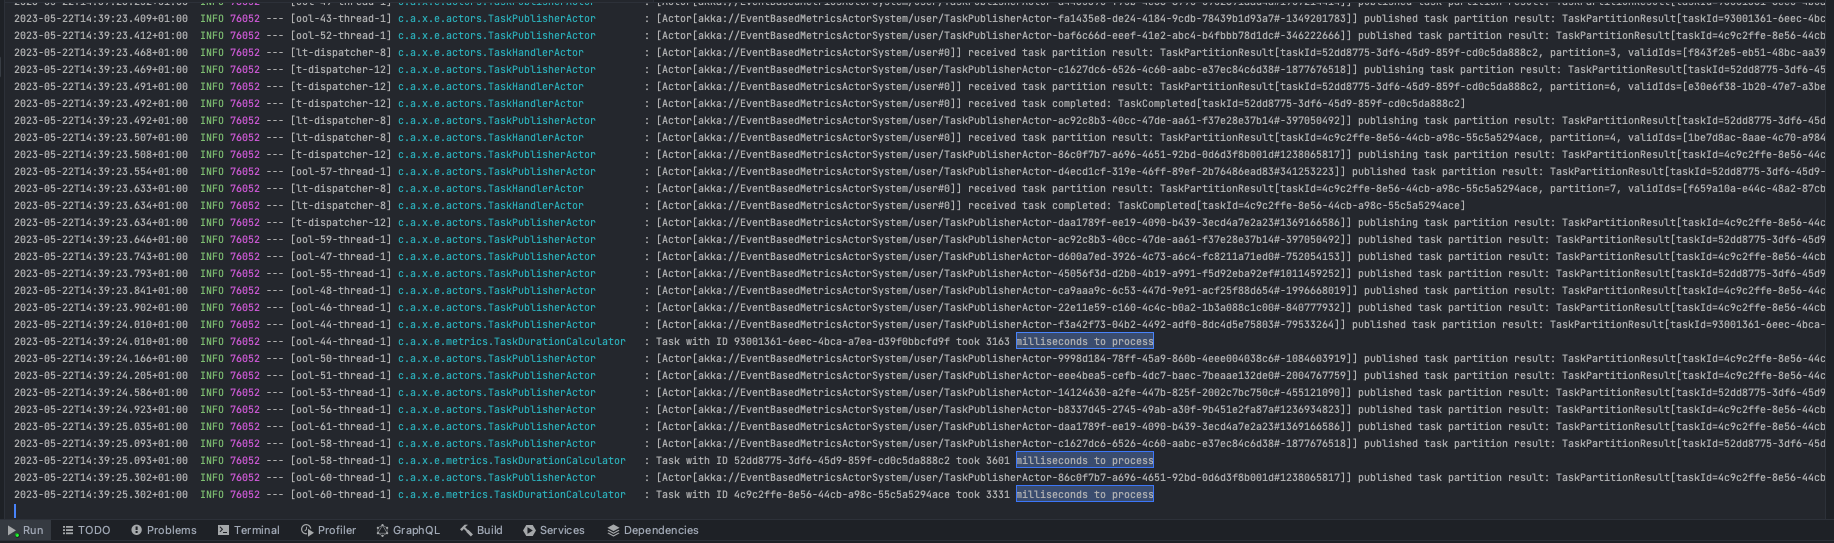 2023-05-22T14:39:23.409+01:00 INFO 76052 --- [ool-43-thread-1] c.a.x.e.actors.TaskPublisherActor : [Actor[akka://EventBasedMetricsActorSystem/user/TaskPublisherActor-fa1435e8-de24-4184-9cdb-78439b1d93a7#-1349201783]] published task partition result: TaskPartitionResult[taskId=93001361-6eec-4bc
2023-05-22T14:39:23.412+01:00 INFO 76052 --- [ool-52-thread-1] c.a.x.e.actors.TaskPublisherActor : [Actor[akka://EventBasedMetricsActorSystem/user/TaskPublisherActor-baf6c66d-eeef-41e2-abc4-b4fbbb78d1dc#-346222666]] published task partition result: TaskPartitionResult[taskId=4c9c2ffe-8e56-44cb
2023-05-22T14:39:23.468+01:00 INFO 76052 --- [lt-dispatcher-8] c.a.x.e.actors.TaskHandlerActor : [Actor[akka://EventBasedMetricsActorSystem/user#0]] received task partition result: TaskPartitionResult[taskId=52dd8775-3df6-45d9-859f-cd0c5da888c2, partition=3, validIds=[f843f2e5-eb51-48bc-aa39
2023-05-22T14:39:23.469+01:00 INFO 76052 --- [t-dispatcher-12] c.a.x.e.actors.TaskPublisherActor : [Actor[akka://EventBasedMetricsActorSystem/user/TaskPublisherActor-c1627dc6-6526-4c60-aabc-e37ec84c6d38#-1877676518]] publishing task partition result: TaskPartitionResult[taskId=52dd8775-3df6-45
2023-05-22T14:39:23.491+01:00 INFO 76052 --- [t-dispatcher-12] c.a.x.e.actors.TaskHandlerActor : [Actor[akka://EventBasedMetricsActorSystem/user#0]] received task partition result: TaskPartitionResult[taskId=52dd8775-3df6-45d9-859f-cd0c5da888c2, partition=6, validIds=[e30e6f38-1b20-47e7-a3be
2023-05-22T14:39:23.492+01:00 INFO 76052 --- [t-dispatcher-12] c.a.x.e.actors.TaskHandlerActor : [Actor[akka://EventBasedMetricsActorSystem/user#0]] received task completed: TaskCompleted[taskId=52dd8775-3df6-45d9-859f-cd0c5da888c2]
2023-05-22T14:39:23.492+01:00 INFO 76052 --- [lt-dispatcher-8] c.a.x.e.actors.TaskPublisherActor : [Actor[akka://EventBasedMetricsActorSystem/user/TaskPublisherActor-ac92c8b3-40cc-47de-aa61-f37e28e37b14#-397050492]] publishing task partition result: TaskPartitionResult[taskId=52dd8775-3df6-45d
2023-05-22T14:39:23.507+01:00 INFO 76052 --- [lt-dispatcher-8] c.a.x.e.actors.TaskHandlerActor : [Actor[akka://EventBasedMetricsActorSystem/user#0]] received task partition result: TaskPartitionResult[taskId=4c9c2ffe-8e56-44cb-a98c-55c5a5294ace, partition=4, validIds=[1be7d8ac-8aae-4c70-a984
2023-05-22T14:39:23.508+01:00 INFO 76052 --- [t-dispatcher-12] c.a.x.e.actors.TaskPublisherActor : [Actor[akka://EventBasedMetricsActorSystem/user/TaskPublisherActor-86c0f7b7-a696-4651-92bd-0d6d3f8b001d#1238065817]] publishing task partition result: TaskPartitionResult[taskId=4c9c2ffe-8e56-44c
2023-05-22T14:39:23.554+01:00 INFO 76052 --- [ool-57-thread-1] c.a.x.e.actors.TaskPublisherActor : [Actor[akka://EventBasedMetricsActorSystem/user/TaskPublisherActor-d4ecd1cf-319e-46ff-89ef-2b76486ead83#341253223]] published task partition result: TaskPartitionResult[taskId=52dd8775-3df6-45d9-
2023-05-22T14:39:23.633+01:00 INFO 76052 --- [lt-dispatcher-8] c.a.x.e.actors.TaskHandlerActor : [Actor[akka://EventBasedMetricsActorSystem/user#0]] received task partition result: TaskPartitionResult[taskId=4c9c2ffe-8e56-44cb-a98c-55c5a5294ace, partition=7, validIds=[f659a10a-e44c-48a2-87cb
2023-05-22T14:39:23.634+01:00 INFO 76052 --- [lt-dispatcher-8] c.a.x.e.actors.TaskHandlerActor : [Actor[akka://EventBasedMetricsActorSystem/user#0]] received task completed: TaskCompleted[taskId=4c9c2ffe-8e56-44cb-a98c-55c5a5294ace]
2023-05-22T14:39:23.634+01:00 INFO 76052 --- [t-dispatcher-12] c.a.x.e.actors.TaskPublisherActor : [Actor[akka://EventBasedMetricsActorSystem/user/TaskPublisherActor-daa1789f-ee19-4090-b439-3ecd4a7e2a23#1369166586]] publishing task partition result: TaskPartitionResult[taskId=4c9c2ffe-8e56-44c
2023-05-22T14:39:23.646+01:00 INFO 76052 --- [ool-59-thread-1] c.a.x.e.actors.TaskPublisherActor : [Actor[akka://EventBasedMetricsActorSystem/user/TaskPublisherActor-ac92c8b3-40cc-47de-aa61-f37e28e37b14#-397050492]] published task partition result: TaskPartitionResult[taskId=52dd8775-3df6-45d9
2023-05-22T14:39:23.743+01:00 INFO 76052 --- [ool-47-thread-1] c.a.x.e.actors.TaskPublisherActor : [Actor[akka://EventBasedMetricsActorSystem/user/TaskPublisherActor-d600a7ed-3926-4c73-a6c4-fc8211a71ed0#-752054153]] published task partition result: TaskPartitionResult[taskId=4c9c2ffe-8e56-44cb
2023-05-22T14:39:23.793+01:00 INFO 76052 --- [ool-55-thread-1] c.a.x.e.actors.TaskPublisherActor : [Actor[akka://EventBasedMetricsActorSystem/user/TaskPublisherActor-45056f3d-d2b0-4b19-a991-f5d92eba92ef#1011459252]] published task partition result: TaskPartitionResult[taskId=52dd8775-3df6-45d9
2023-05-22T14:39:23.841+01:00 INFO 76052 --- [ool-48-thread-1] c.a.x.e.actors.TaskPublisherActor : [Actor[akka://EventBasedMetricsActorSystem/user/TaskPublisherActor-ca9aaa9c-6c53-447d-9e91-acf25f88d654#-1996668019]] published task partition result: TaskPartitionResult[taskId=4c9c2ffe-8e56-44c
2023-05-22T14:39:23.902+01:00 INFO 76052 --- [ool-46-thread-1] c.a.x.e.actors.TaskPublisherActor : [Actor[akka://EventBasedMetricsActorSystem/user/TaskPublisherActor-22e11e59-c160-4c4c-b0a2-1b3a088c1c00#-840777932]] published task partition result: TaskPartitionResult[taskId=4c9c2ffe-8e56-44cb
2023-05-22T14:39:24.010+01:00 INFO 76052 --- [ool-44-thread-1] c.a.x.e.actors.TaskPublisherActor : [Actor[akka://EventBasedMetricsActorSystem/user/TaskPublisherActor-f3a42f73-04b2-4492-adf0-8dc4d5e75803#-79533264]] published task partition result: TaskPartitionResult[taskId=93001361-6eec-4bca-
2023-05-22T14:39:24.010+01:00 INFO 76052 --- [ool-44-thread-1] c.a.x.e.metrics.TaskDurationCalculator : Task with ID 93001361-6eec-4bca-a7ea-d39f0bbcfd9f took 3163 milliseconds to process
2023-05-22T14:39:24.166+01:00 INFO 76052 --- [ool-50-thread-1] c.a.x.e.actors.TaskPublisherActor : [Actor[akka://EventBasedMetricsActorSystem/user/TaskPublisherActor-9998d184-78ff-45a9-860b-4eee004038c6#-1084603919]] published task partition result: TaskPartitionResult[taskId=4c9c2ffe-8e56-44c
2023-05-22T14:39:24.205+01:00 INFO 76052 --- [ool-51-thread-1] c.a.x.e.actors.TaskPublisherActor : [Actor[akka://EventBasedMetricsActorSystem/user/TaskPublisherActor-eee4bea5-cefb-4dc7-baec-7beaae132de0#-2004767759]] published task partition result: TaskPartitionResult[taskId=4c9c2ffe-8e56-44c
2023-05-22T14:39:24.586+01:00 INFO 76052 --- [ool-53-thread-1] c.a.x.e.actors.TaskPublisherActor : [Actor[akka://EventBasedMetricsActorSystem/user/TaskPublisherActor-14124630-a2fe-447b-825f-2002c7bc750c#-455121090]] published task partition result: TaskPartitionResult[taskId=52dd8775-3df6-45d9
2023-05-22T14:39:24.923+01:00 INFO 76052 --- [ool-56-thread-1] c.a.x.e.actors.TaskPublisherActor : [Actor[akka://EventBasedMetricsActorSystem/user/TaskPublisherActor-b8337d45-2745-49ab-a30f-9b451e2fa87a#1236934823]] published task partition result: TaskPartitionResult[taskId=4c9c2ffe-8e56-44cb
2023-05-22T14:39:25.035+01:00 INFO 76052 --- [ool-61-thread-1] c.a.x.e.actors.TaskPublisherActor : [Actor[akka://EventBasedMetricsActorSystem/user/TaskPublisherActor-daa1789f-ee19-4090-b439-3ecd4a7e2a23#1369166586]] published task partition result: TaskPartitionResult[taskId=4c9c2ffe-8e56-44cb
2023-05-22T14:39:25.093+01:00 INFO 76052 --- [ool-58-thread-1] c.a.x.e.actors.TaskPublisherActor : [Actor[akka://EventBasedMetricsActorSystem/user/TaskPublisherActor-c1627dc6-6526-4c60-aabc-e37ec84c6d38#-1877676518]] published task partition result: TaskPartitionResult[taskId=52dd8775-3df6-45d
2023-05-22T14:39:25.093+01:00 INFO 76052 --- [ool-58-thread-1] c.a.x.e.metrics.TaskDurationCalculator : Task with ID 52dd8775-3df6-45d9-859f-cd0c5da888c2 took 3601 milliseconds to process
2023-05-22T14:39:25.302+01:00 INFO 76052 --- [ool-60-thread-1] c.a.x.e.actors.TaskPublisherActor : [Actor[akka://EventBasedMetricsActorSystem/user/TaskPublisherActor-86c0f7b7-a696-4651-92bd-0d6d3f8b001d#1238065817]] published task partition result: TaskPartitionResult[taskId=4c9c2ffe-8e56-44cb
2023-05-22T14:39:25.302+01:00 INFO 76052 --- [ool-60-thread-1] c.a.x.e.metrics.TaskDurationCalculator : Task with ID 4c9c2ffe-8e56-44cb-a98c-55c5a5294ace took 3331 milliseconds to process
Run TODO Problems Terminal Profiler GraphQL Build Services Dependencies